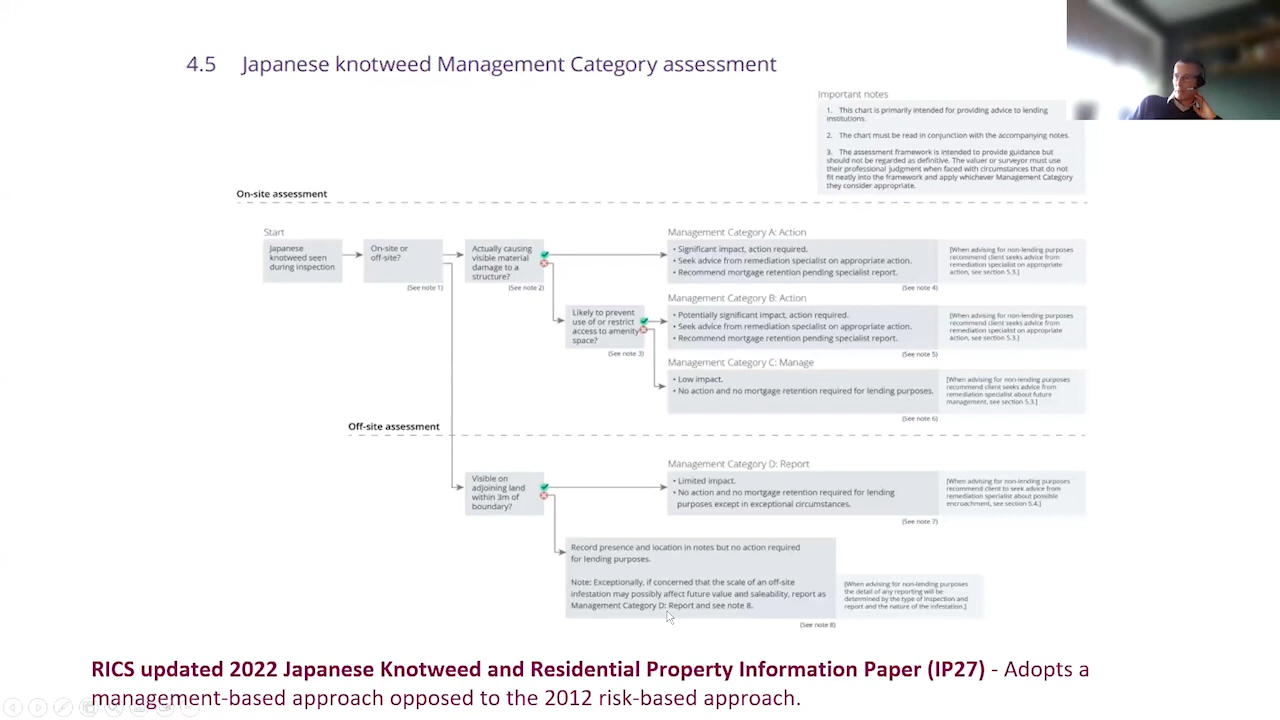 4.5 Japanese knotweed Management Category assessment
Important notes
1. This chart is primarily intended for providing advice to lending
institutions.
2. The chart must be read in conjunction with the accompanying notes.
3. The assessment framework is intended to provide guidance but
should not be regarded as definitive. The valuer or surveyor must use
their professional judgment when faced with circumstances that do not
fit neatly into the framework and apply whichever Management Category
they consider appropriate.
On-site assessment
Start
Japanese
knotweed seen
during inspection
On-site or
off-site?
(See note 1)
Actually causing
visible material
damage to a
structure?
(See note 2)
Management Category A: Action
• Significant impact, action required.
• Seek advice from remediation specialist on appropriate action.
• Recommend mortgage retention pending specialist report.
(See note 4)
[When advising for non-lending purposes
recommend client seeks advice from
remediation specialist on appropriate
action, see section 5.3.]
Likely to prevent
use of or restrict
access to amenity
space?
(See note 3)
Management Category B: Action
• Potentially significant impact, action required.
• Seek advice from remediation specialist on appropriate action.
• Recommend mortgage retention pending specialist report.
(See note 5)
[When advising for non-lending purposes
recommend client seeks advice from
remediation specialist on appropriate
action, see section 5.3.]
Management Category C: Manage
• Low impact.
• No action and no mortgage retention required for lending purposes.
(See note 6)
[When advising for non-lending purposes
recommend client seeks advice from
remediation specialist about future
management, see section 5.3.]
Off-site assessment
Visible on
adjoining land
within 3m of
boundary?
Management Category D: Report
• Limited impact.
• No action and no mortgage retention required for lending
purposes except in exceptional circumstances.
(See note 7)
[When advising for non-lending purposes
recommend client to seek advice from
remediation specialist about possible
encroachment, see section 5.4.]
Record presence and location in notes but no action required
for lending purposes.
Note: Exceptionally, if concerned that the scale of an off-site
infestation may possibly affect future value and saleability, report as
Management Category D: Report and see note 8.
(See note 8)
[When advising for non-lending purposes
the detail of any reporting will be
determined by the type of inspection and
report and the nature of the infestation.]
RICS updated 2022 Japanese Knotweed and Residential Property Information Paper (IP27) - Adopts a
management-based approach opposed to the 2012 risk-based approach.